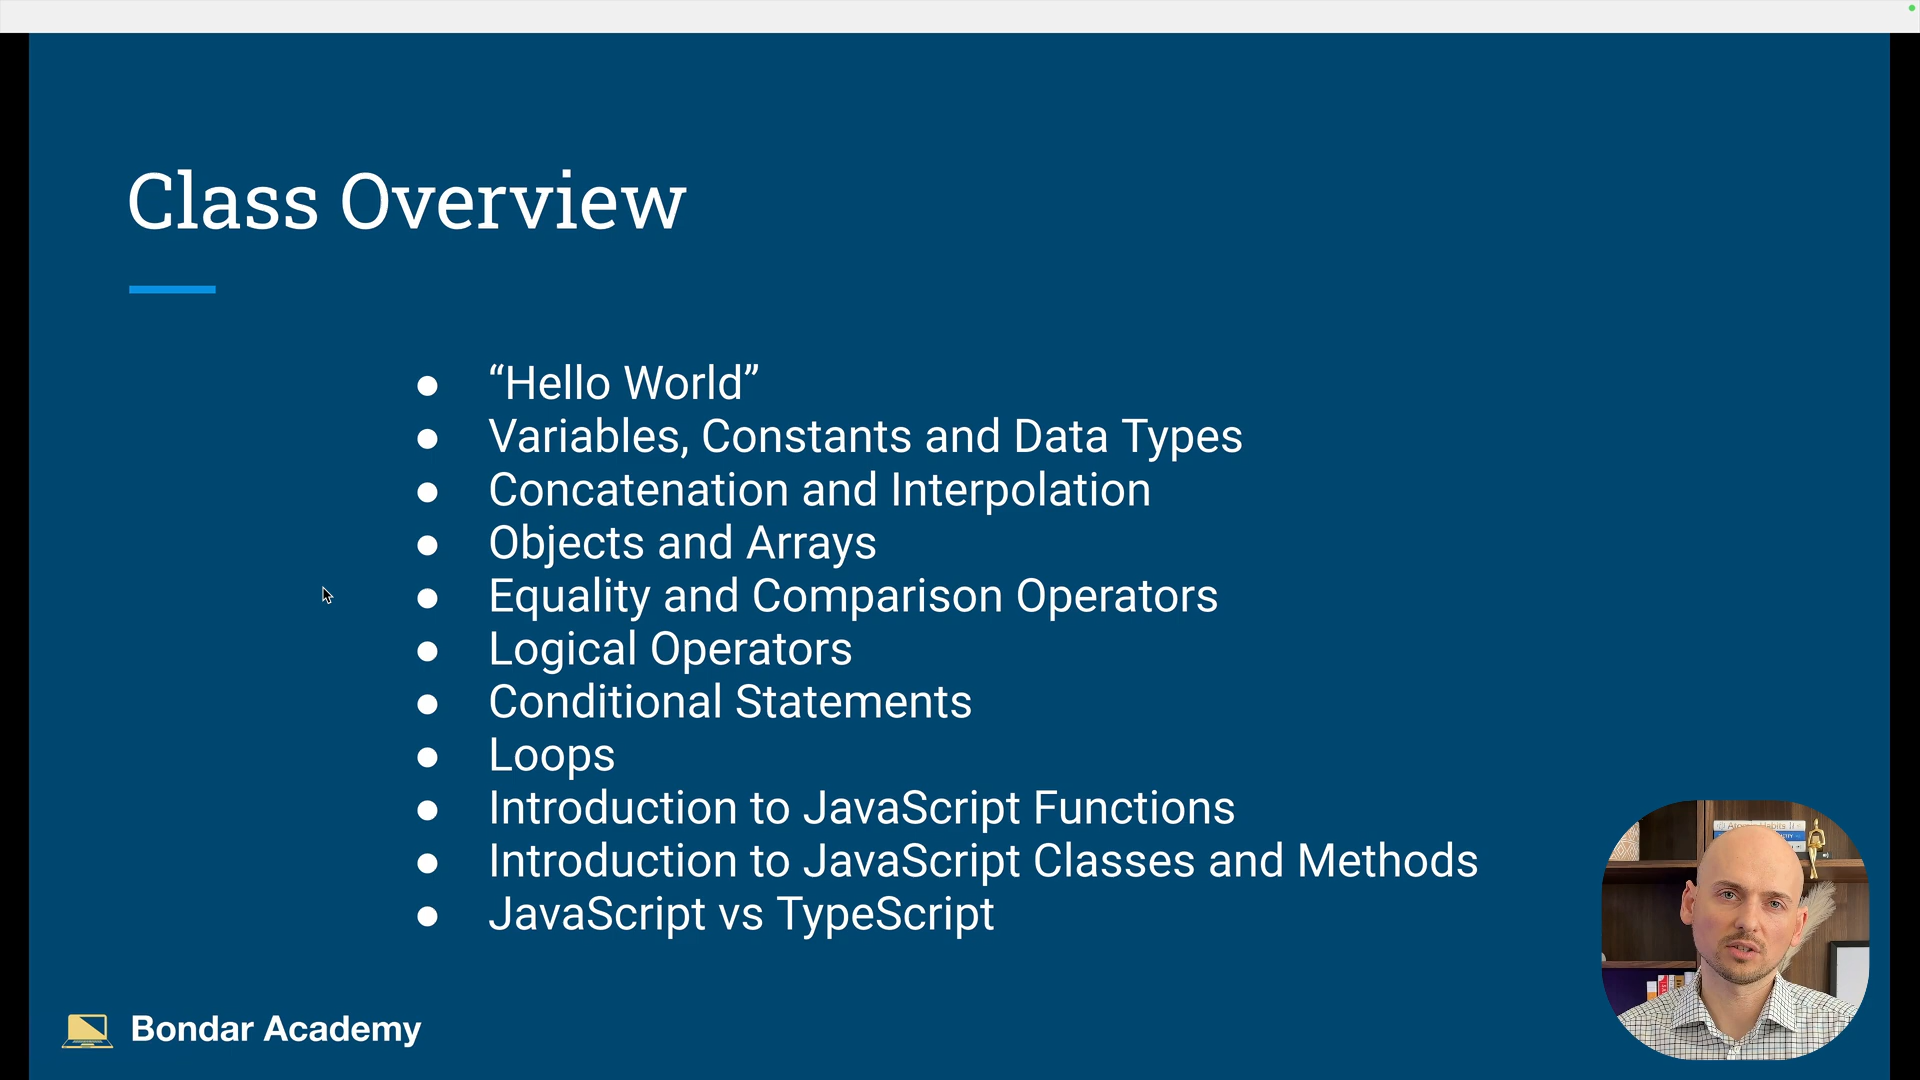 Class Overview
● “Hello World”
● Variables, Constants and Data Types
● Concatenation and Interpolation
● Objects and Arrays
● Equality and Comparison Operators
● Logical Operators
● Conditional Statements
● Loops
● Introduction to JavaScript Functions
● Introduction to JavaScript Classes and Methods
● JavaScript vs TypeScript
Bondar Academy